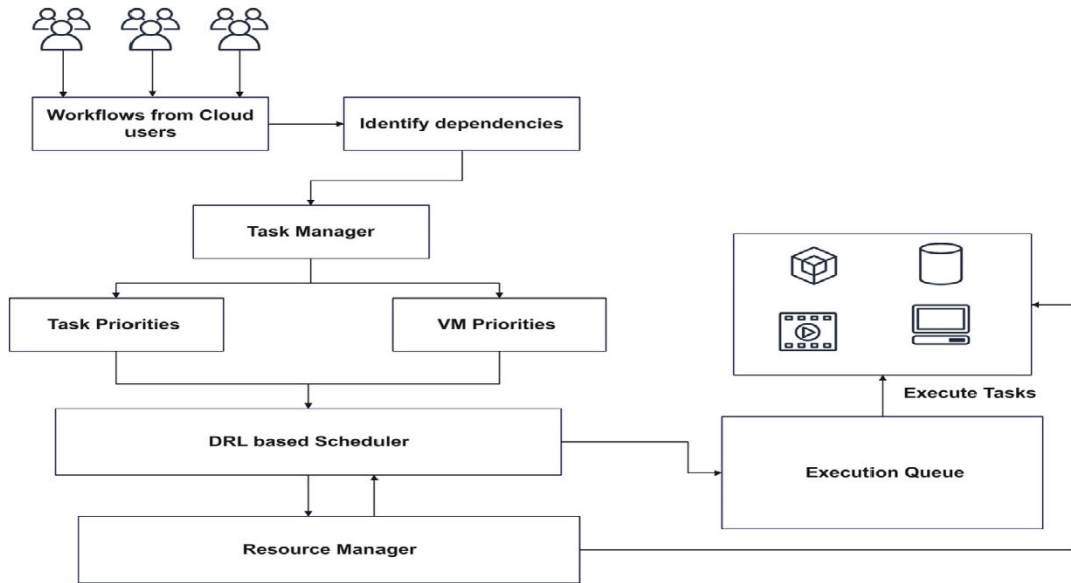 Workflows from Cloud
users
Identify dependencies
Task Manager
Task Priorities
VM Priorities
Execute Tasks
DRL based Scheduler
Execution Queue
Resource Manager